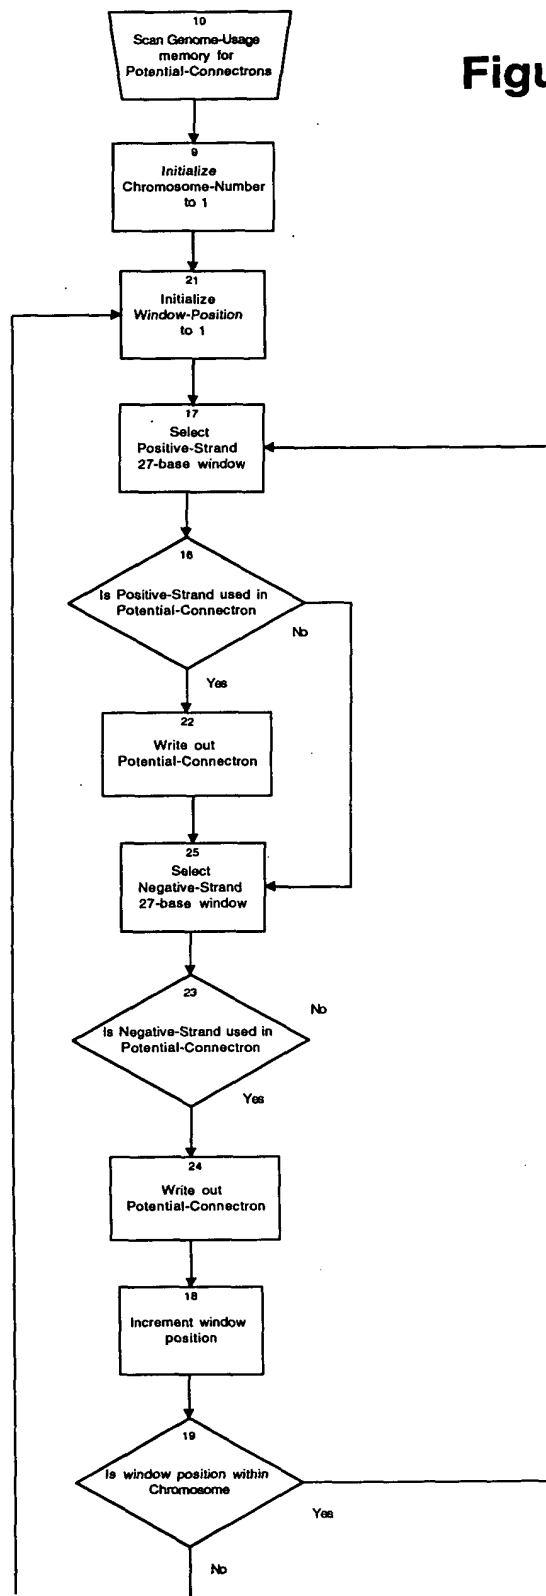 10
Scan Genome-Usage
memory for
Potential-Connectrons
Figu
9
Initialize
Chromosome-Number
to 1
21
Initialize
Window-Position
to 1
17
Select
Positive-Strand
27-base window
16
Is Positive-Strand used in
Potential-Connectron
No
Yes
22
Write out
Potential-Connectron
25
Select
Negative-Strand
27-base window
23
No
Is Negative-Strand used in
Potential-Connectron
Yes
24
Write out
Potential-Connectron
18
Increment window
position
19
Is window position within
Chromosome
Yes
No